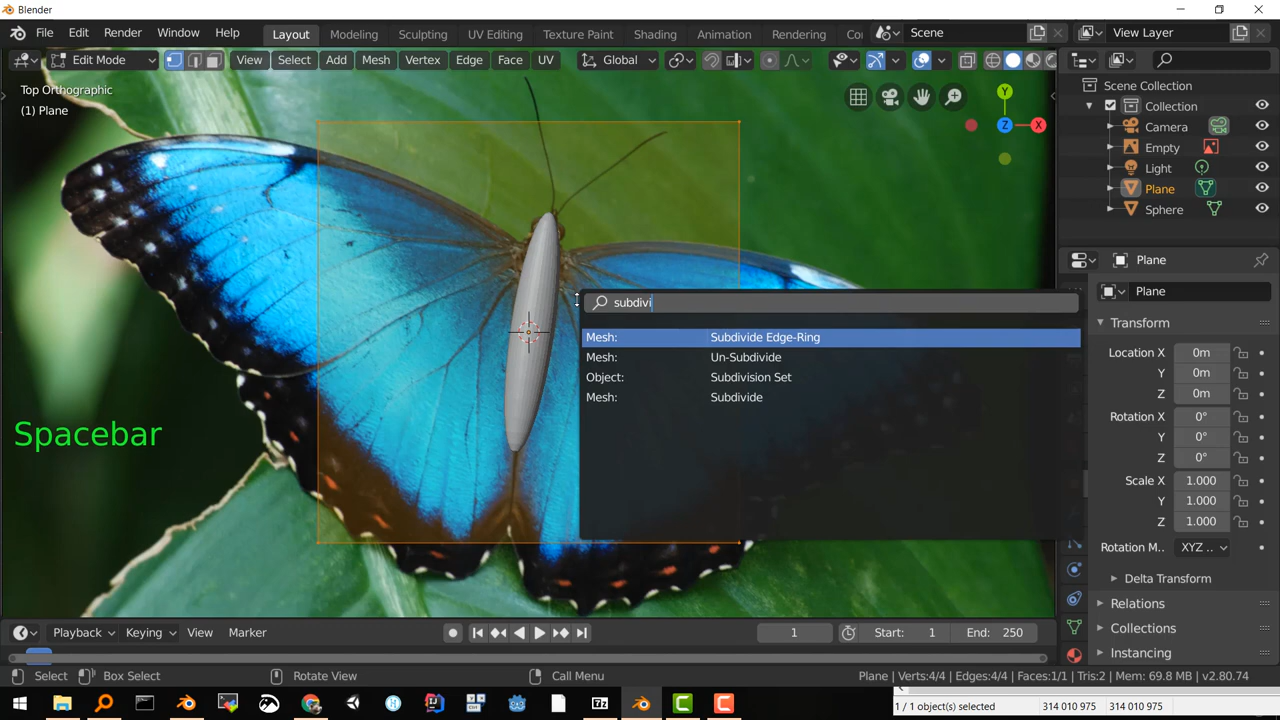 Blender
File Edit Render Window Help Layout Modeling Sculpting UV Editing Texture Paint Shading Animation Rendering Co Scene View Layer
Edit Mode View Select Add Mesh Vertex Edge Face UV Global
Top Orthographic
(1) Plane
Y
Z
X
Scene Collection
Collection
Camera
Empty
Light
Plane
Sphere
Plane
Plane
Transform
Location X 0m
Y 0m
Z 0m
Rotation X 0°
Y 0°
Z 0°
Scale X 1.000
Y 1.000
Z 1.000
Rotation M.. XYZ ..
Delta Transform
Relations
Collections
Instancing
subdivi
Mesh: Subdivide Edge-Ring
Mesh: Un-Subdivide
Object: Subdivision Set
Mesh: Subdivide
Spacebar
Playback Keying View Marker 1 Start: 1 End: 250
Select Box Select Rotate View Call Menu Plane | Verts:4/4 | Edges:4/4 | Faces:1/1 | Tris:2 | Mem: 69.8 MB | v2.80.74
1 / 1 object(s) selected 314 010 975 314 010 975